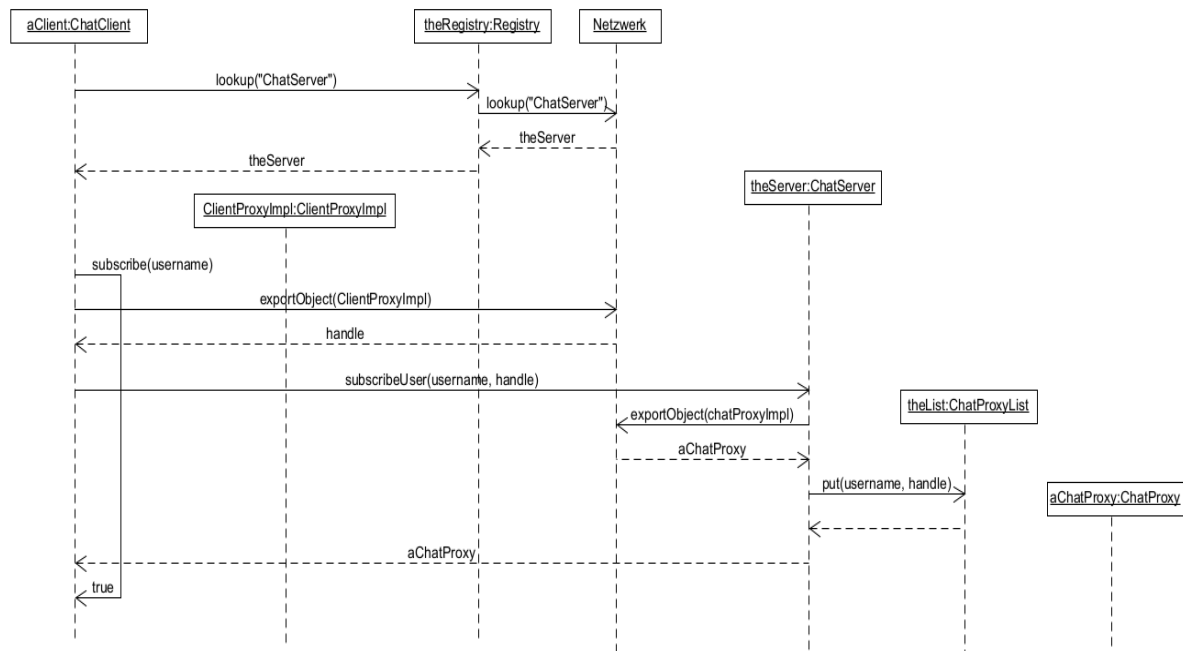 aClient:ChatClient
theRegistry:Registry
Netzwerk
lookup("ChatServer")
lookup("ChatServer")
theServer
theServer
theServer:ChatServer
ClientProxyImpl:ClientProxyImpl
subscribe(username)
exportObject(ClientProxyImpl)
handle
subscribeUser(username, handle)
theList:ChatProxyList
exportObject(chatProxyImpl)
aChatProxy
put(username, handle)
aChatProxy:ChatProxy
aChatProxy
true